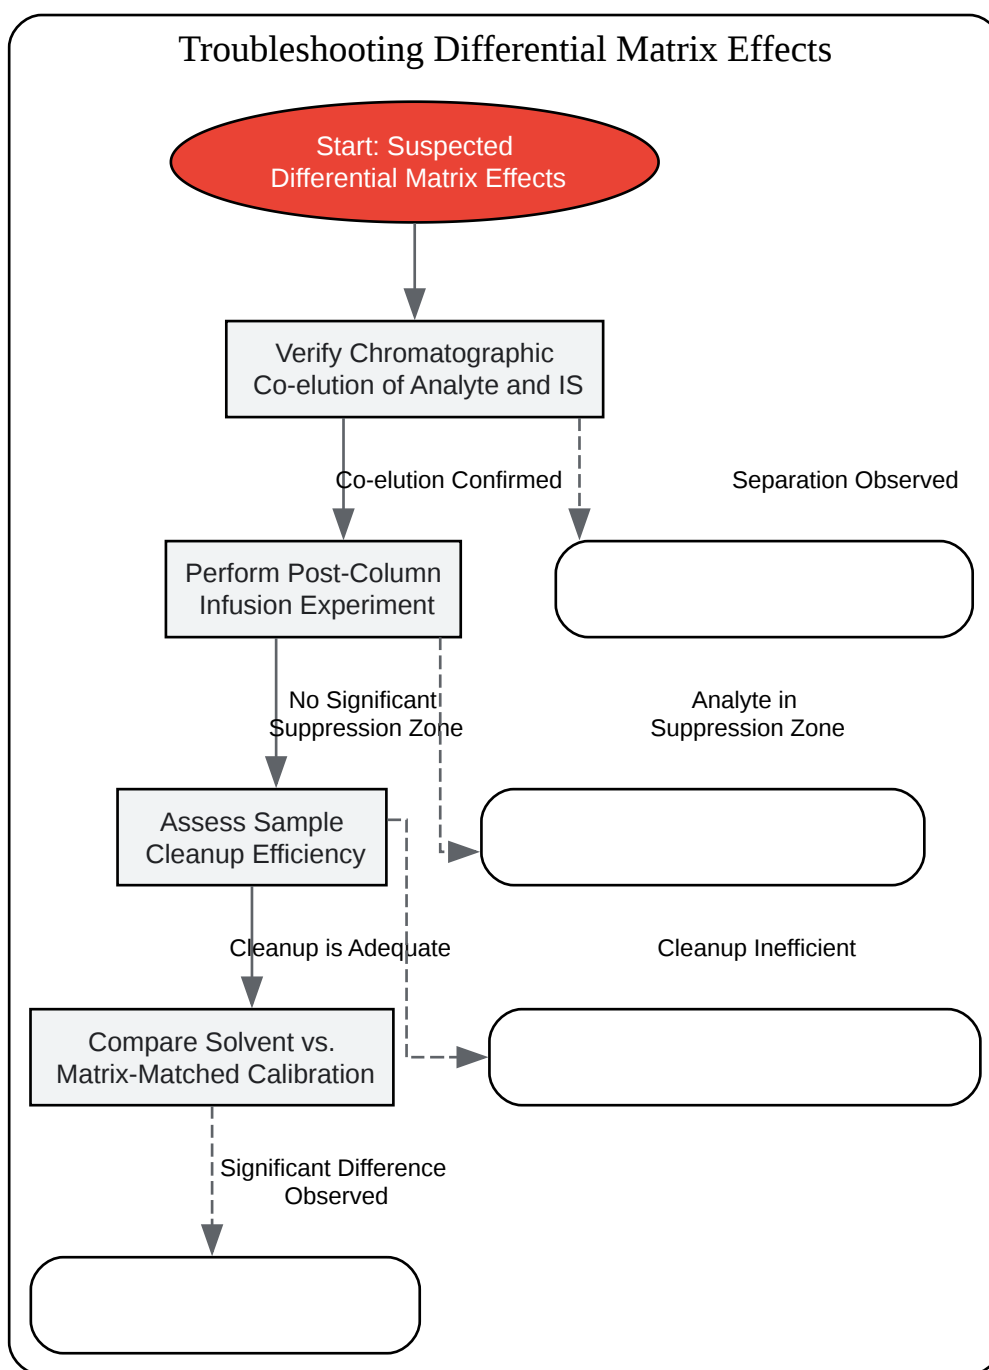 Troubleshooting Differential Matrix Effects
Start: Suspected
Differential Matrix Effects
Verify Chromatographic
Co-elution of Analyte and IS
Co-elution Confirmed
Separation Observed
Perform Post-Column
Infusion Experiment
No Significant
Suppression Zone
Analyte in
Suppression Zone
Assess Sample
Cleanup Efficiency
Cleanup is Adequate
Cleanup Inefficient
Compare Solvent vs.
Matrix-Matched Calibration
Significant Difference
Observed